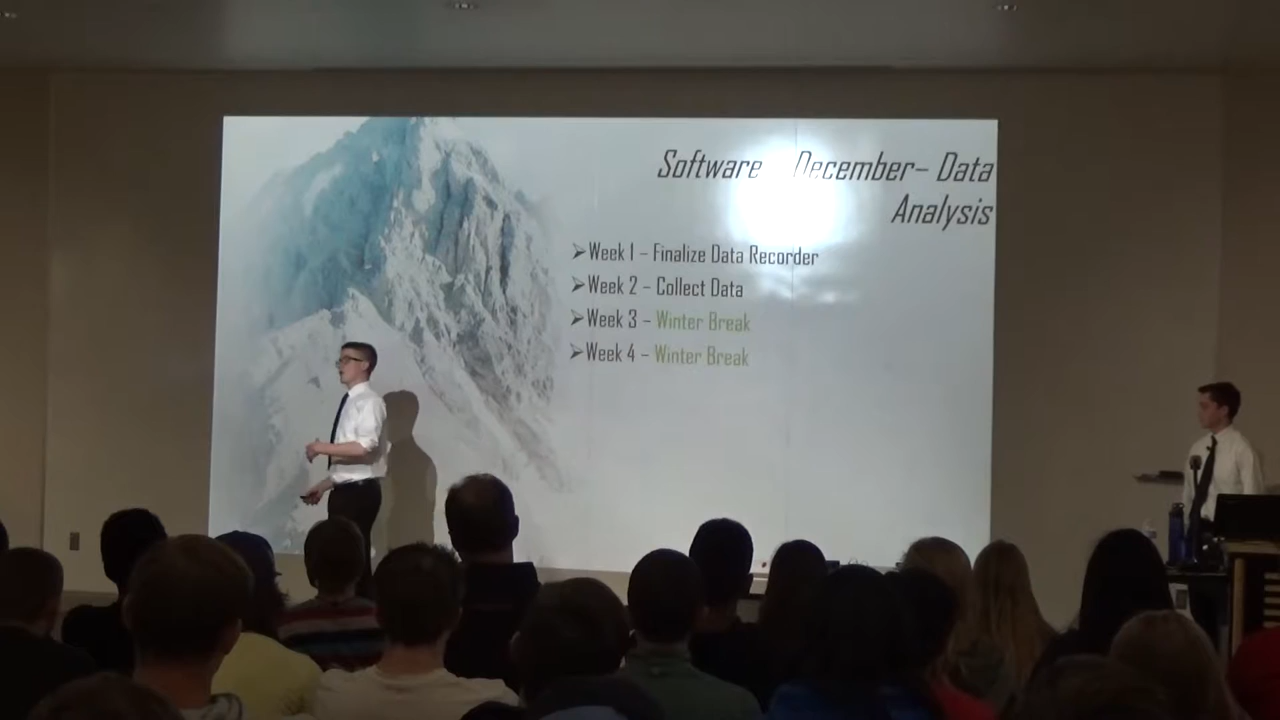 Software December– Data
Analysis
➢Week 1 – Finalize Data Recorder
➢Week 2 – Collect Data
➢Week 3 – Winter Break
➢Week 4 – Winter Break